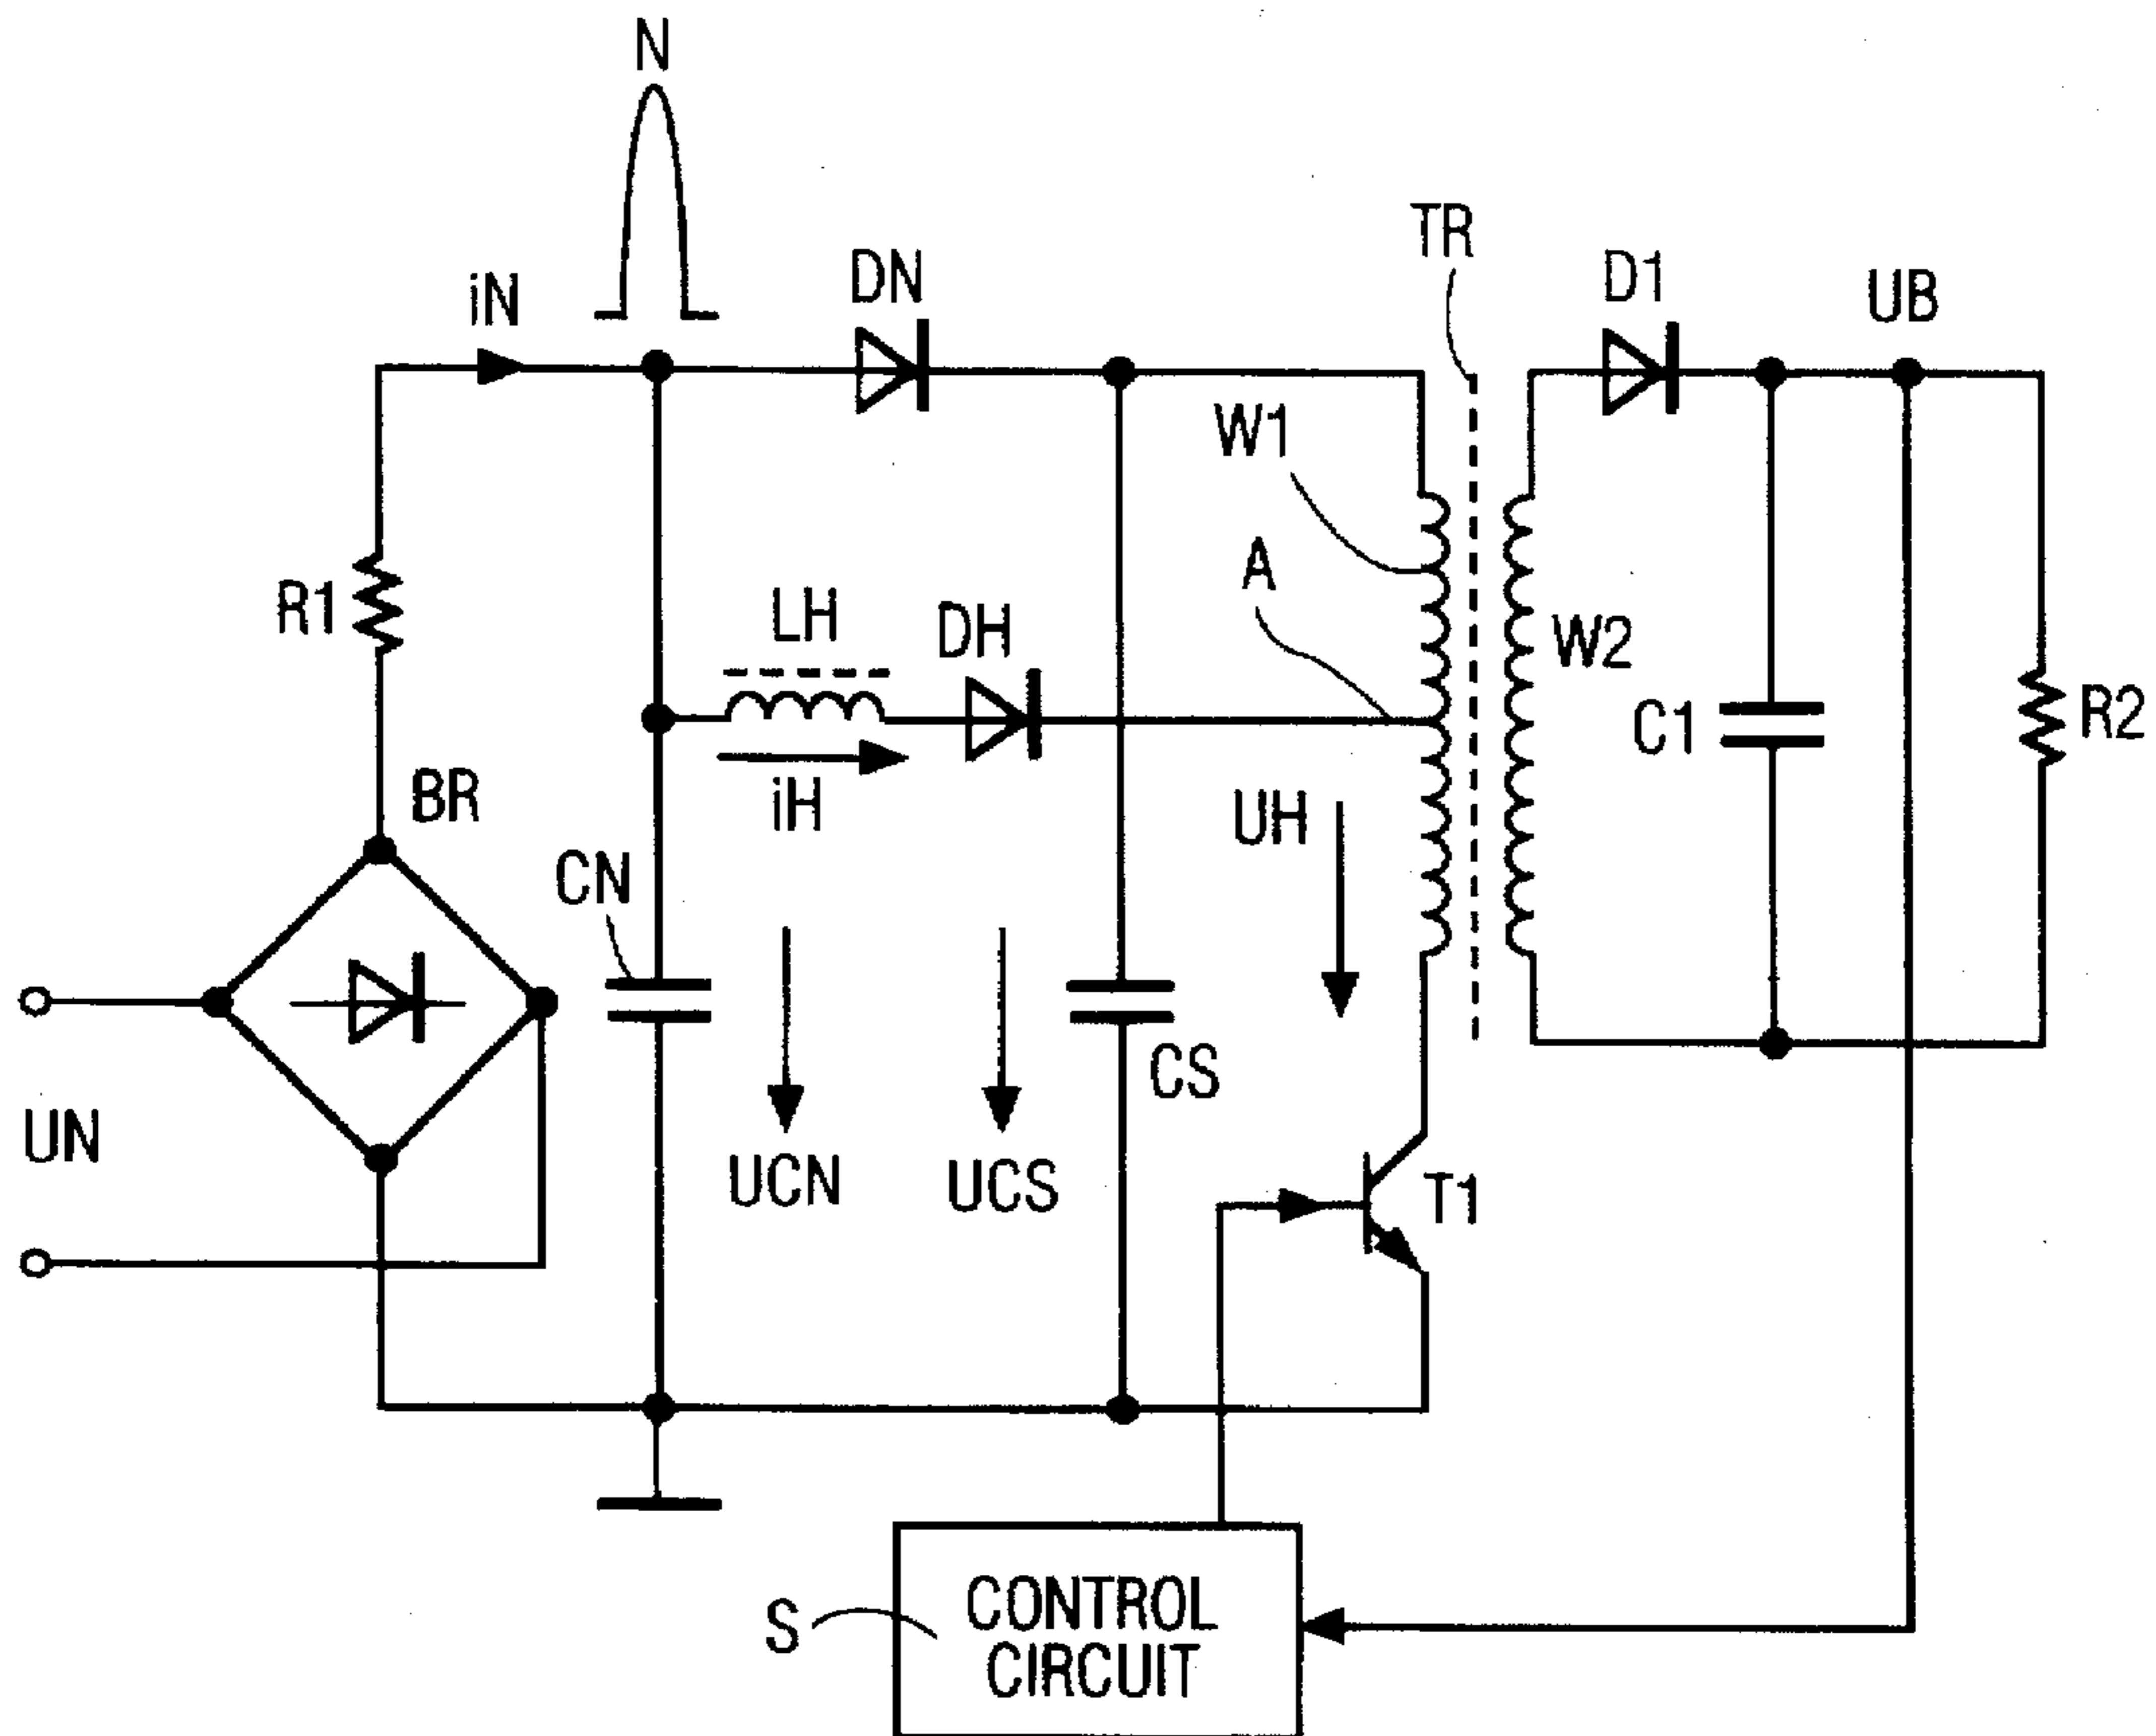 N
TR
iN
DN
D1
UB
W1
A
R1
LH
DH
W2
C1
R2
BR
iH
UH
CN
CS
UN
UCN
UCS
T1
S
CONTROL
CIRCUIT